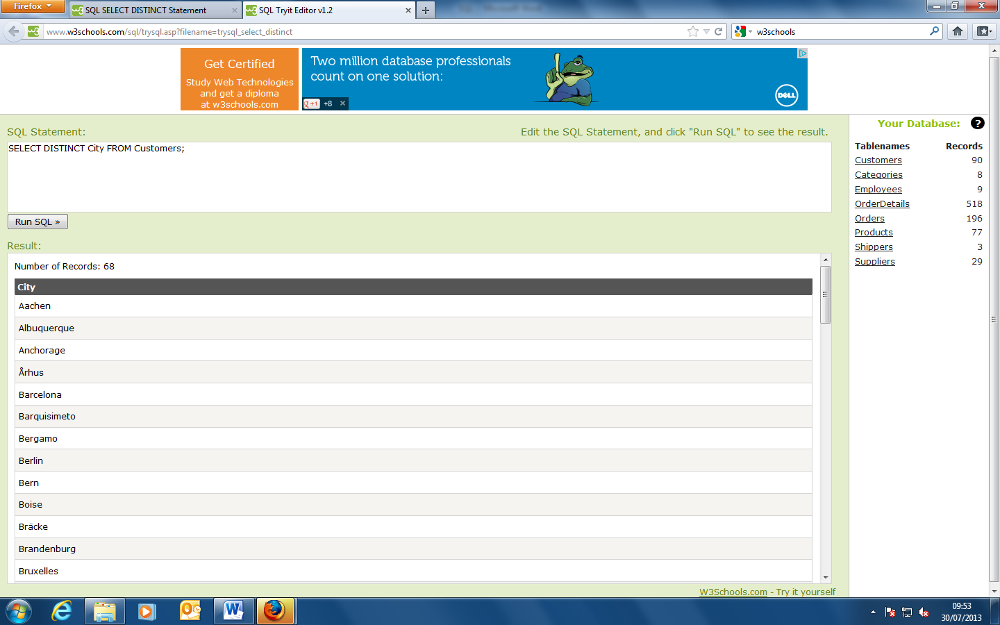 Firefox
SQL SELECT DISTINCT Statement
SQL Tryit Editor v1.2
www.w3schools.com/sql/trysql.asp?filename=trysql_select_distinct
w3schools
Get Certified
Study Web Technologies
and get a diploma
at w3schools.com
Two million database professionals
count on one solution:
+1 +8
DELL
SQL Statement:
Edit the SQL Statement, and click "Run SQL" to see the result.
SELECT DISTINCT City FROM Customers;
Run SQL »
Result:
Number of Records: 68
City
Aachen
Albuquerque
Anchorage
Århus
Barcelona
Barquisimeto
Bergamo
Berlin
Bern
Boise
Bräcke
Brandenburg
Bruxelles
W3Schools.com - Try it yourself
Your Database: ?
Tablenames Records
Customers 90
Categories 8
Employees 9
OrderDetails 518
Orders 196
Products 77
Shippers 3
Suppliers 29
09:53
30/07/2013